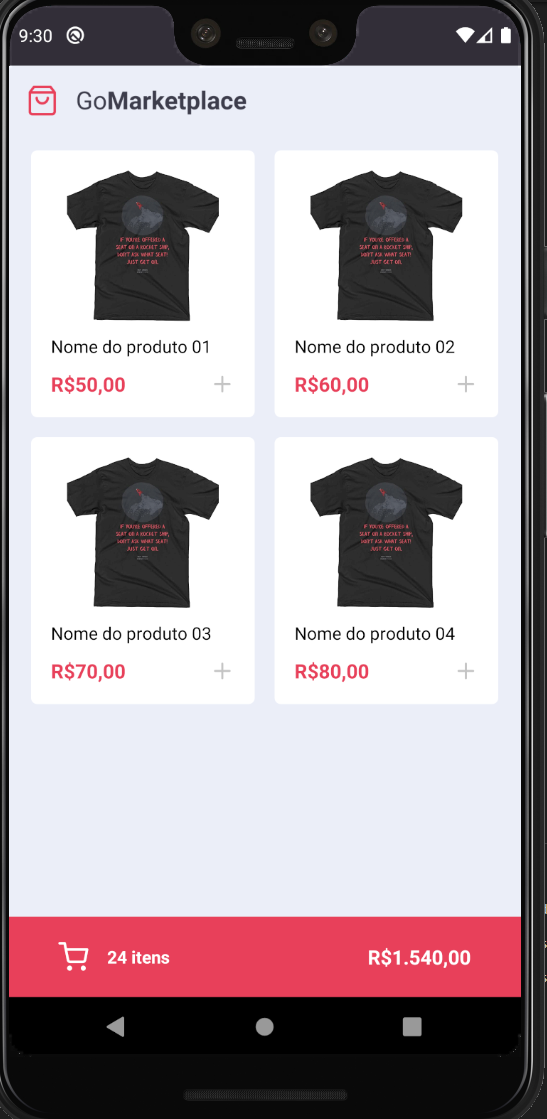 9:30
GoMarketplace
IF YOU'RE OFFERED A
SEAT ON A ROCKET SHIP,
DON'T ASK WHAT SEAT!
JUST GET ON.
IF YOU'RE OFFERED A
SEAT ON A ROCKET SHIP,
DON'T ASK WHAT SEAT!
JUST GET ON.
Nome do produto 01
Nome do produto 02
R$50,00
R$60,00
IF YOU'RE OFFERED A
SEAT ON A ROCKET SHIP,
DON'T ASK WHAT SEAT!
JUST GET ON.
IF YOU'RE OFFERED A
SEAT ON A ROCKET SHIP,
DON'T ASK WHAT SEAT!
JUST GET ON.
Nome do produto 03
Nome do produto 04
R$70,00
R$80,00
24 itens
R$1.540,00